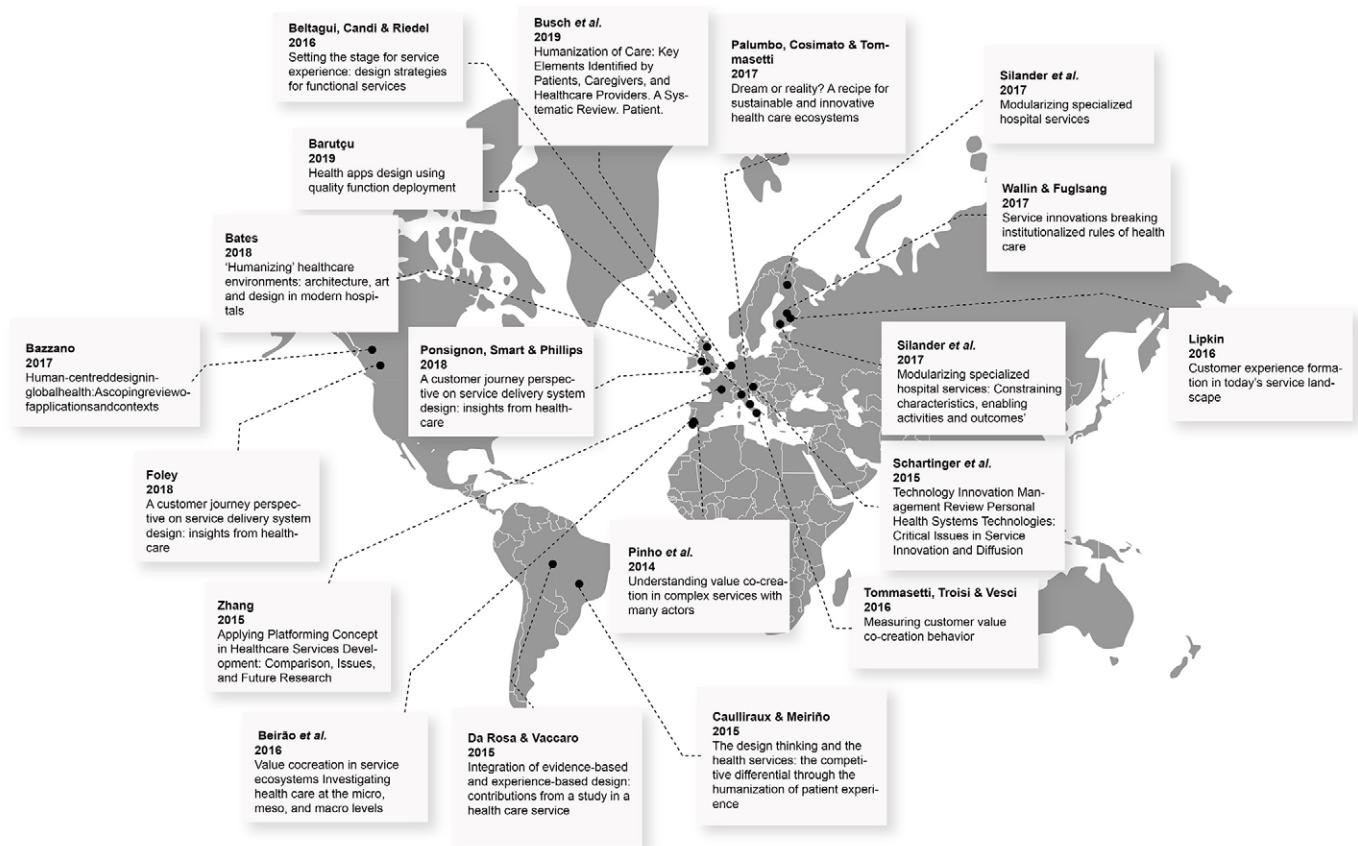 Beltagui, Candi & Riedel
2016
Setting the stage for service
experience: design strategies
for functional services
Busch et al.
2019
Humanization of Care: Key
Elements Identified by
Patients, Caregivers, and
Healthcare Providers. A Sys-
tematic Review. Patient.
Palumbo, Cosimato & Tom-
masetti
2017
Dream or reality? A recipe for
sustainable and innovative
health care ecosystems
Silander et al.
2017
Modularizing specialized
hospital services
Barutçu
2019
Health apps design using
quality function deployment
Wallin & Fuglsang
2017
Service innovations breaking
institutionalized rules of health
care
Bates
2018
'Humanizing' healthcare
environments: architecture, art
and design in modern hospi-
tals
Bazzano
2017
Human-centreddesignin-
globalhealth:Ascopingreviewo-
fapplicationsandcontexts
Ponsignon, Smart & Phillips
2018
A customer journey perspec-
tive on service delivery system
design: insights from health-
care
Silander et al.
2017
Modularizing specialized
hospital services: Constraining
characteristics, enabling
activities and outcomes'
Lipkin
2016
Customer experience forma-
tion in today's service land-
scape
Foley
2018
A customer journey perspec-
tive on service delivery system
design: insights from health-
care
Schartinger et al.
2015
Technology Innovation Man-
agement Review Personal
Health Systems Technologies:
Critical Issues in Service
Innovation and Diffusion
Pinho et al.
2014
Understanding value co-crea-
tion in complex services with
many actors
Tommasetti, Troisi & Vesci
2016
Measuring customer value
co-creation behavior
Zhang
2015
Applying Platforming Concept
in Healthcare Services Devel-
opment: Comparison, Issues,
and Future Research
Beirão et al.
2016
Value cocreation in service
ecosystems Investigating
health care at the micro,
meso, and macro levels
Da Rosa & Vaccaro
2015
Integration of evidence-based
and experience-based design:
contributions from a study in a
health care service
Caulliraux & Meiriño
2015
The design thinking and the
health services: the competi-
tive differential through the
humanization of patient experi-
ence